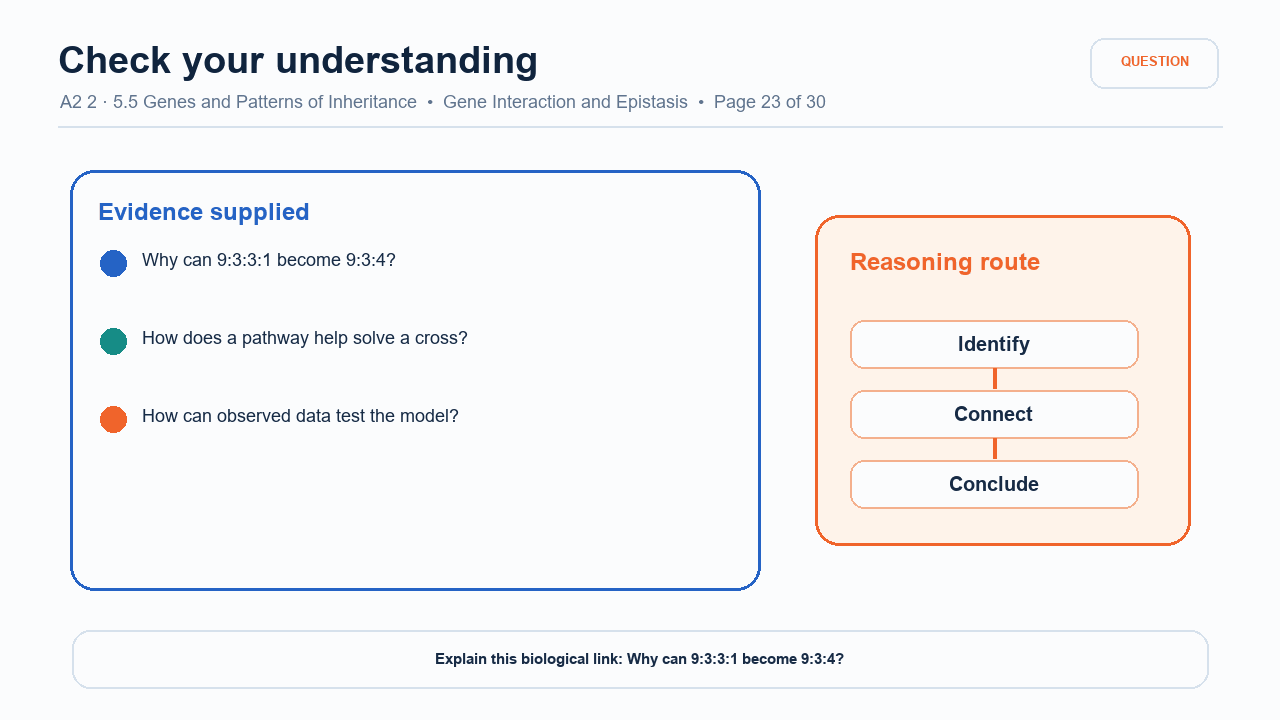 Check your understanding
QUESTION
A2 2 · 5.5 Genes and Patterns of Inheritance • Gene Interaction and Epistasis • Page 23 of 30
Evidence supplied
Why can 9:3:3:1 become 9:3:4?
How does a pathway help solve a cross?
How can observed data test the model?
Reasoning route
Identify
Connect
Conclude
Explain this biological link: Why can 9:3:3:1 become 9:3:4?